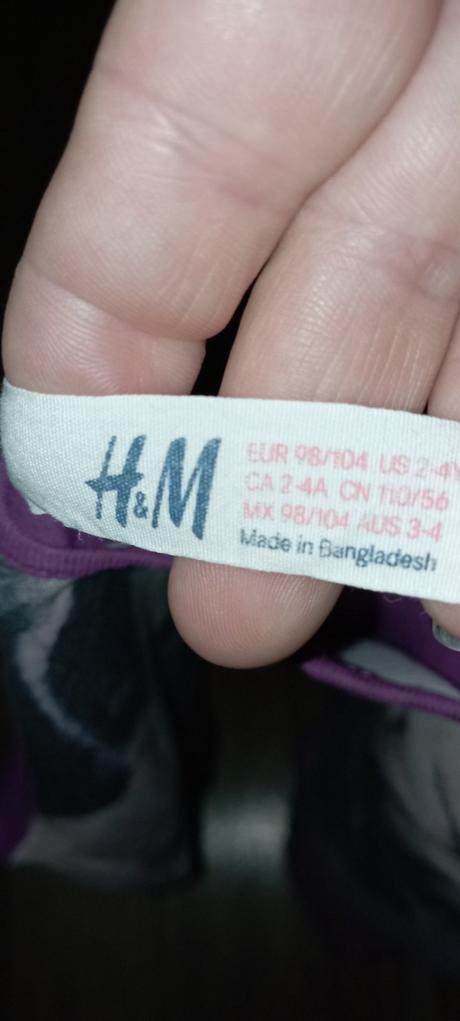 H&M
EUR 98/104 US 2-4Y
CA 2-4A CN 110/56
MX 98/104 AUS 3-4
Made in Bangladesh